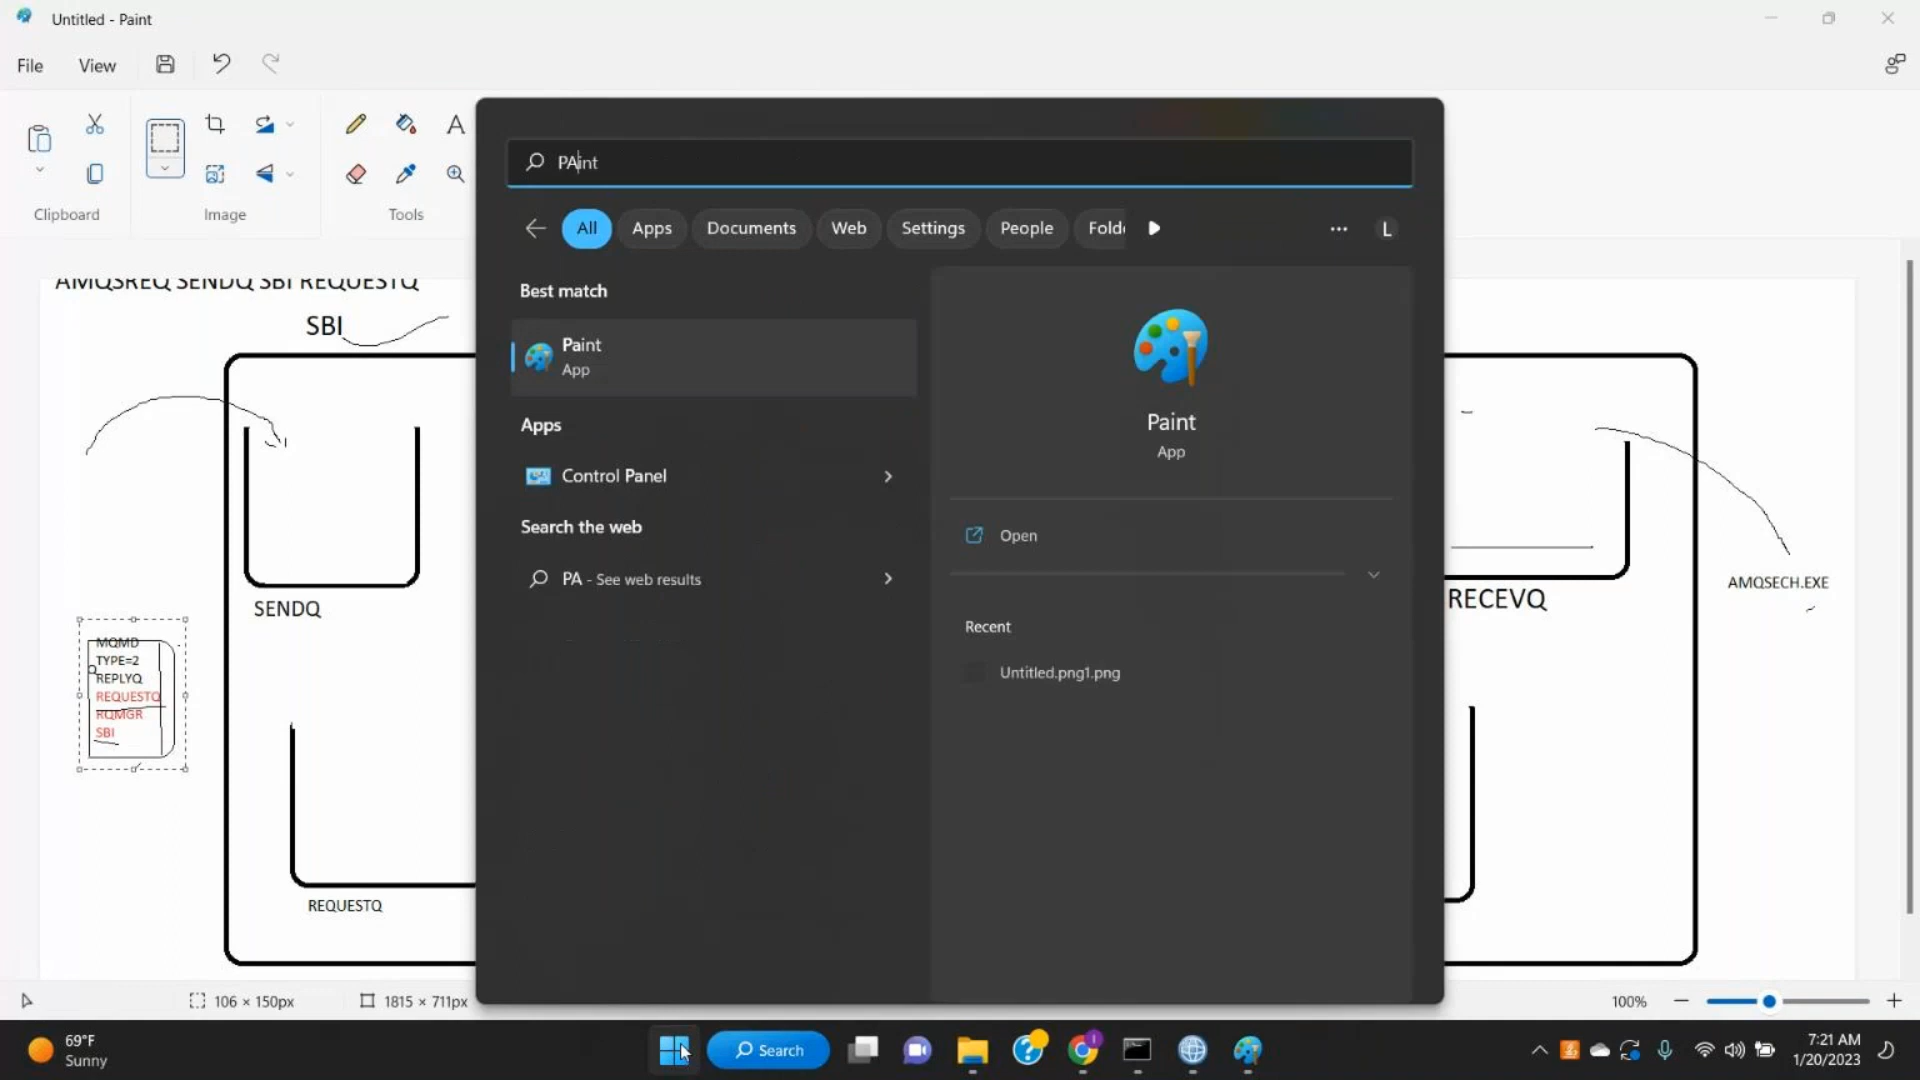 Untitled - Paint
File
View
Clipboard
Image
Tools
PAint
All
Apps
Documents
Web
Settings
People
Folde
L
Best match
Paint
App
Apps
Control Panel
Search the web
PA - See web results
Paint
App
Open
Recent
Untitled.png1.png
AMQSREQ SENDQ SBI REQUESTQ
SBI
SENDQ
MQMD
TYPE=2
REPLYQ
REQUESTQ
RQMGR
SBI
REQUESTQ
RECEVQ
AMQSECH.EXE
106 × 150px
1815 × 711px
100%
69°F
Sunny
Search
7:21 AM
1/20/2023